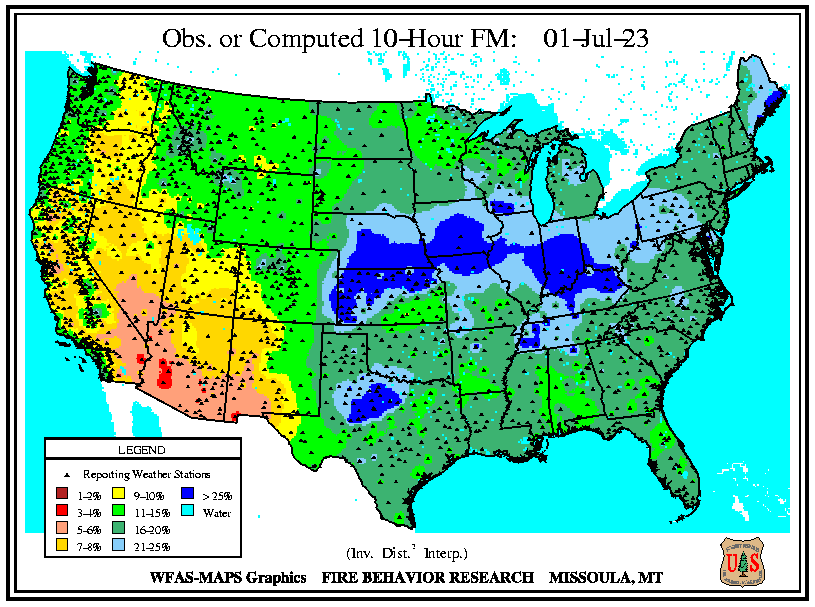 Obs. or Computed 10-Hour FM: 01-Jul-23
LEGEND
Reporting Weather Stations
1-2% 9-10% > 25%
3-4% 11-15% Water
5-6% 16-20%
7-8% 21-25%
(Inv. Dist.² Interp.)
WFAS-MAPS Graphics FIRE BEHAVIOR RESEARCH MISSOULA, MT
U S